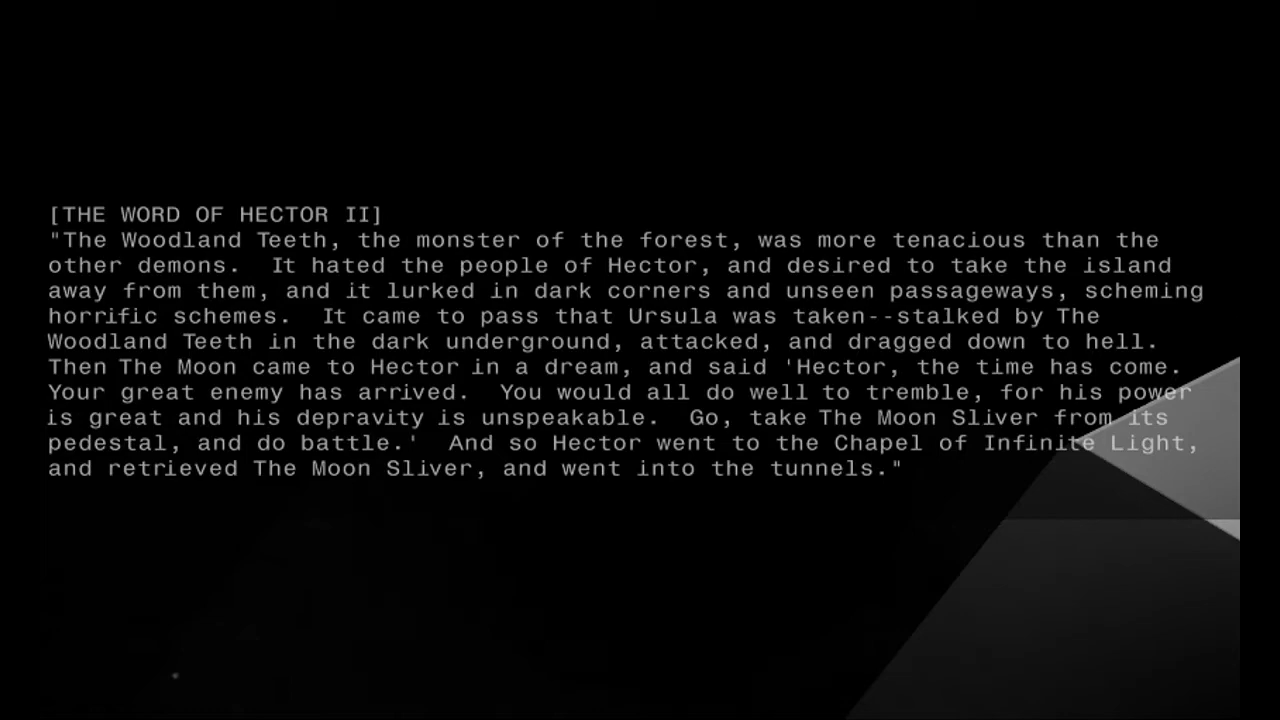 [THE WORD OF HECTOR II]
"The Woodland Teeth, the monster of the forest, was more tenacious than the
other demons.  It hated the people of Hector, and desired to take the island
away from them, and it lurked in dark corners and unseen passageways, scheming
horrific schemes.  It came to pass that Ursula was taken--stalked by The
Woodland Teeth in the dark underground, attacked, and dragged down to hell.
Then The Moon came to Hector in a dream, and said 'Hector, the time has come.
Your great enemy has arrived.  You would all do well to tremble, for his power
is great and his depravity is unspeakable.  Go, take The Moon Sliver from its
pedestal, and do battle.'  And so Hector went to the Chapel of Infinite Light,
and retrieved The Moon Sliver, and went into the tunnels."